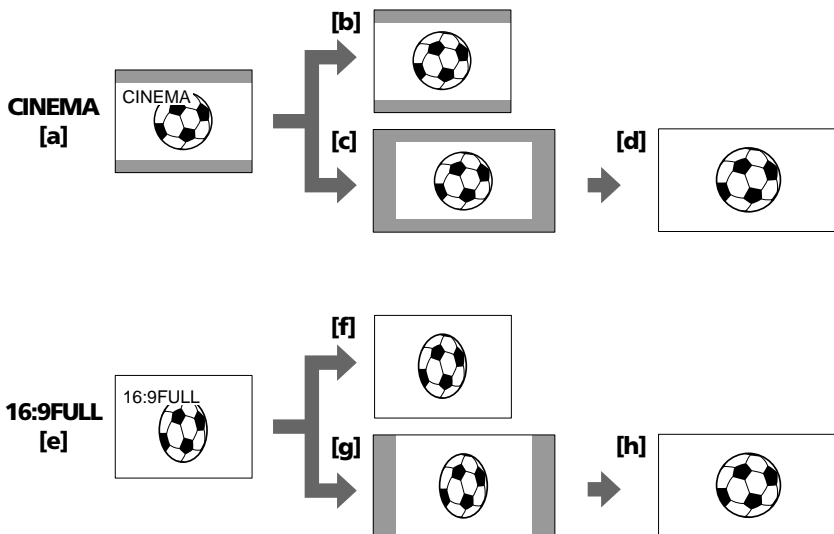 [b]
CINEMA
[a]
CINEMA
[c]
[d]
[f]
16:9FULL
[e]
16:9FULL
[g]
[h]